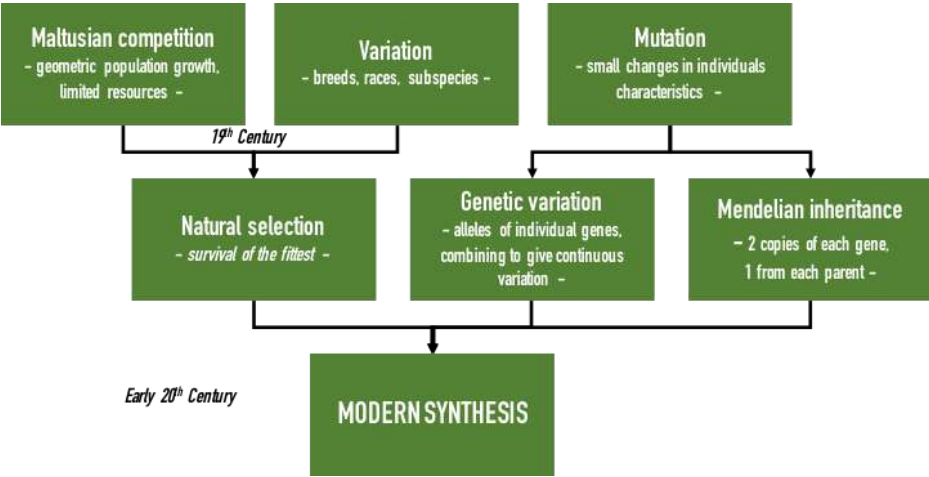 Maltusian competition
- geometric population growth,
limited resources -
Variation
- breeds, races, subspecies -
Mutation
- small changes in individuals
characteristics -
19th Century
Natural selection
- survival of the fittest -
Genetic variation
- alleles of individual genes,
combining to give continuous
variation -
Mendelian inheritance
- 2 copies of each gene,
1 from each parent -
Early 20th Century
MODERN SYNTHESIS